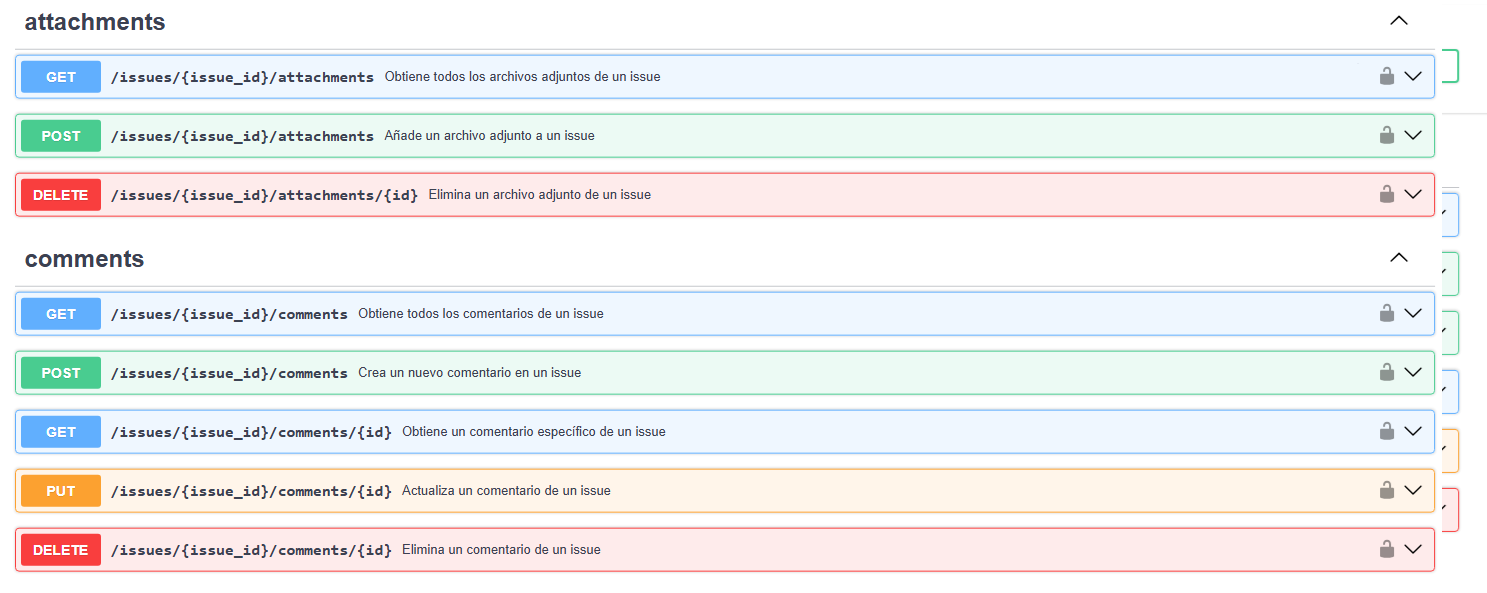 attachments
GET /issues/{issue_id}/attachments Obtiene todos los archivos adjuntos de un issue
POST /issues/{issue_id}/attachments Añade un archivo adjunto a un issue
DELETE /issues/{issue_id}/attachments/{id} Elimina un archivo adjunto de un issue
comments
GET /issues/{issue_id}/comments Obtiene todos los comentarios de un issue
POST /issues/{issue_id}/comments Crea un nuevo comentario en un issue
GET /issues/{issue_id}/comments/{id} Obtiene un comentario específico de un issue
PUT /issues/{issue_id}/comments/{id} Actualiza un comentario de un issue
DELETE /issues/{issue_id}/comments/{id} Elimina un comentario de un issue